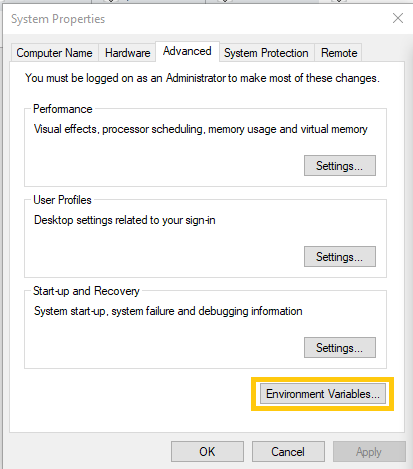 System Properties
Computer Name Hardware Advanced System Protection Remote
You must be logged on as an Administrator to make most of these changes.
Performance
Visual effects, processor scheduling, memory usage and virtual memory
Settings...
User Profiles
Desktop settings related to your sign-in
Settings...
Start-up and Recovery
System start-up, system failure and debugging information
Settings...
Environment Variables...
OK Cancel Apply